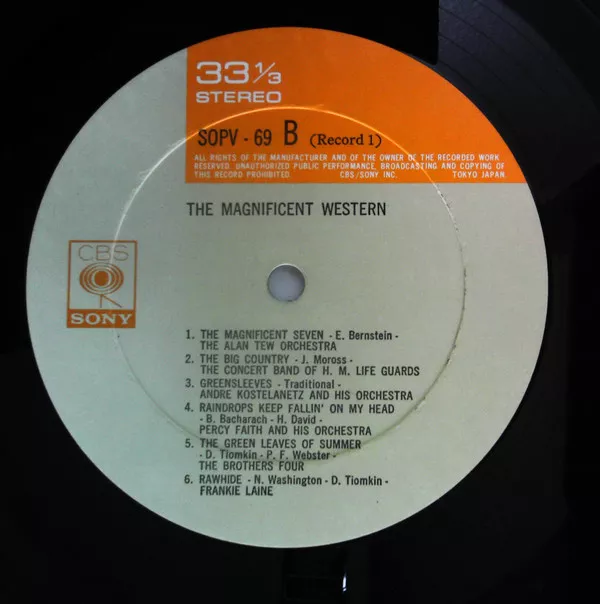 33 1/3
STEREO
SOPV - 69 B (Record 1)
ALL RIGHTS OF THE MANUFACTURER AND OF THE OWNER OF THE RECORDED WORK
RESERVED. UNAUTHORIZED PUBLIC PERFORMANCE, BROADCASTING AND COPYING OF
THIS RECORD PROHIBITED. CBS/SONY INC. TOKYO JAPAN.
THE MAGNIFICENT WESTERN
CBS
SONY
1. THE MAGNIFICENT SEVEN - E. Bernstein -
THE ALAN TEW ORCHESTRA
2. THE BIG COUNTRY - J. Moross -
THE CONCERT BAND OF H. M. LIFE GUARDS
3. GREENSLEEVES - Traditional -
ANDRE KOSTELANETZ AND HIS ORCHESTRA
4. RAINDROPS KEEP FALLIN' ON MY HEAD
- B. Bacharach - H. David -
PERCY FAITH AND HIS ORCHESTRA
5. THE GREEN LEAVES OF SUMMER
- D. Tiomkin - P. F. Webster -
THE BROTHERS FOUR
6. RAWHIDE - N. Washington - D. Tiomkin -
FRANKIE LAINE